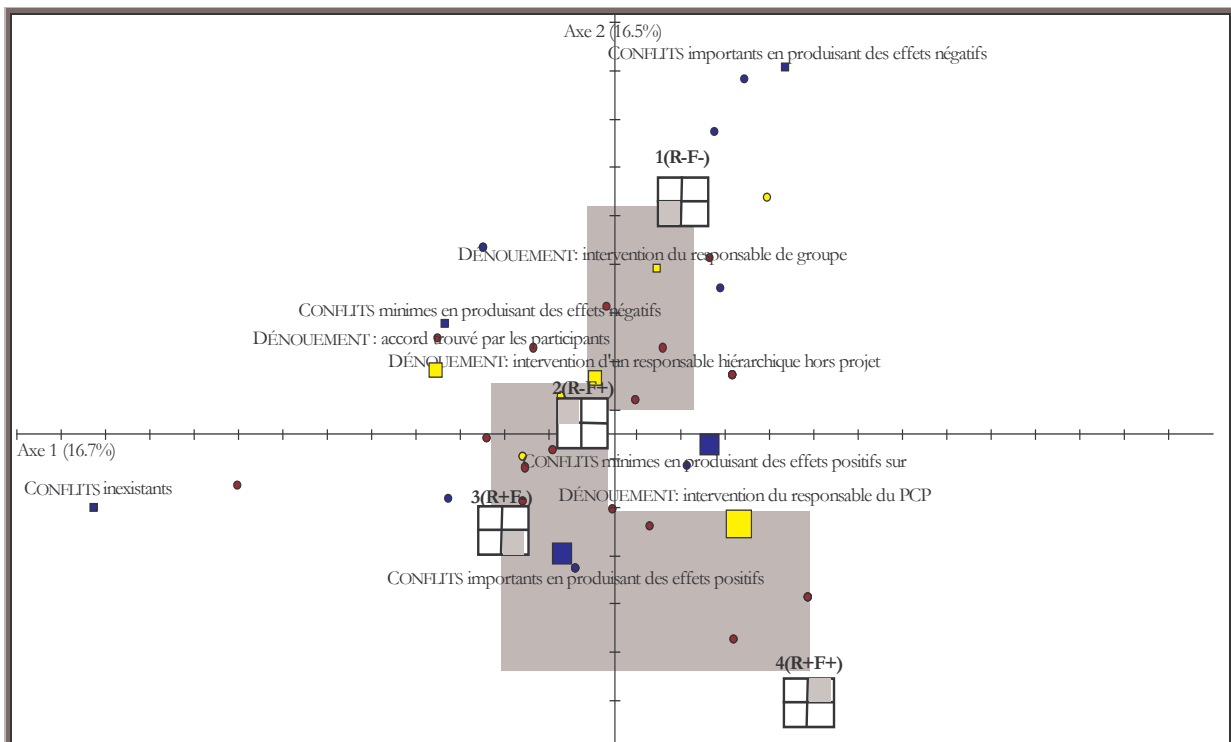 Axe 2 (16.5%)
CONFLITS importants en produisant des effets négatifs
1(R-F-)
DÉNOUEMENT: intervention du responsable de groupe
CONFLITS minimes en produisant des effets négatifs
DÉNOUEMENT : accord trouvé par les participants
DÉNOUEMENT: intervention d'un responsable hiérarchique hors projet
2(R-F+)
Axe 1 (16.7%)
CONFLITS minimes en produisant des effets positifs sur
CONFLITS inexistants
3(R+F-)
DÉNOUEMENT: intervention du responsable du PCP
CONFLITS importants en produisant des effets positifs
4(R+F+)